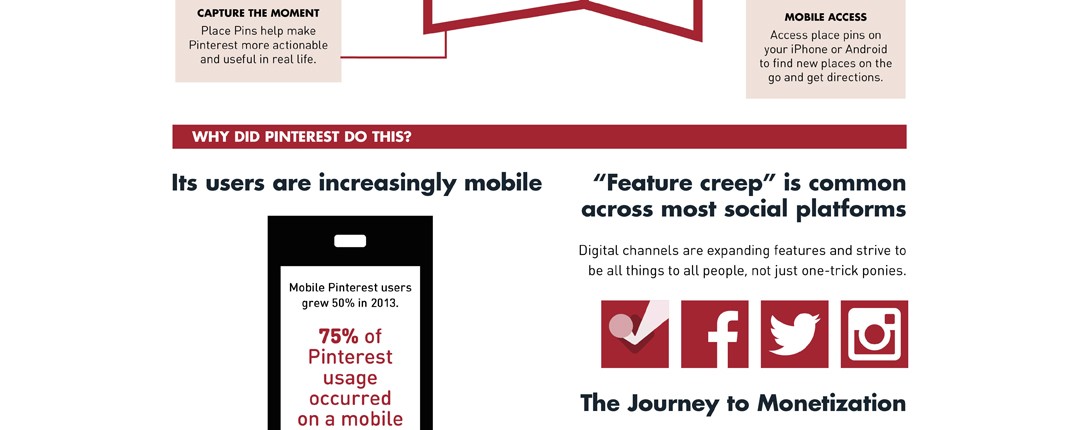 CAPTURE THE MOMENT
Place Pins help make
Pinterest more actionable
and useful in real life.
MOBILE ACCESS
Access place pins on
your iPhone or Android
to find new places on the
go and get directions.
WHY DID PINTEREST DO THIS?
Its users are increasingly mobile
Mobile Pinterest users
grew 50% in 2013.
75% of
Pinterest
usage
occurred
on a mobile
“Feature creep” is common
across most social platforms
Digital channels are expanding features and strive to
be all things to all people, not just one-trick ponies.
The Journey to Monetization